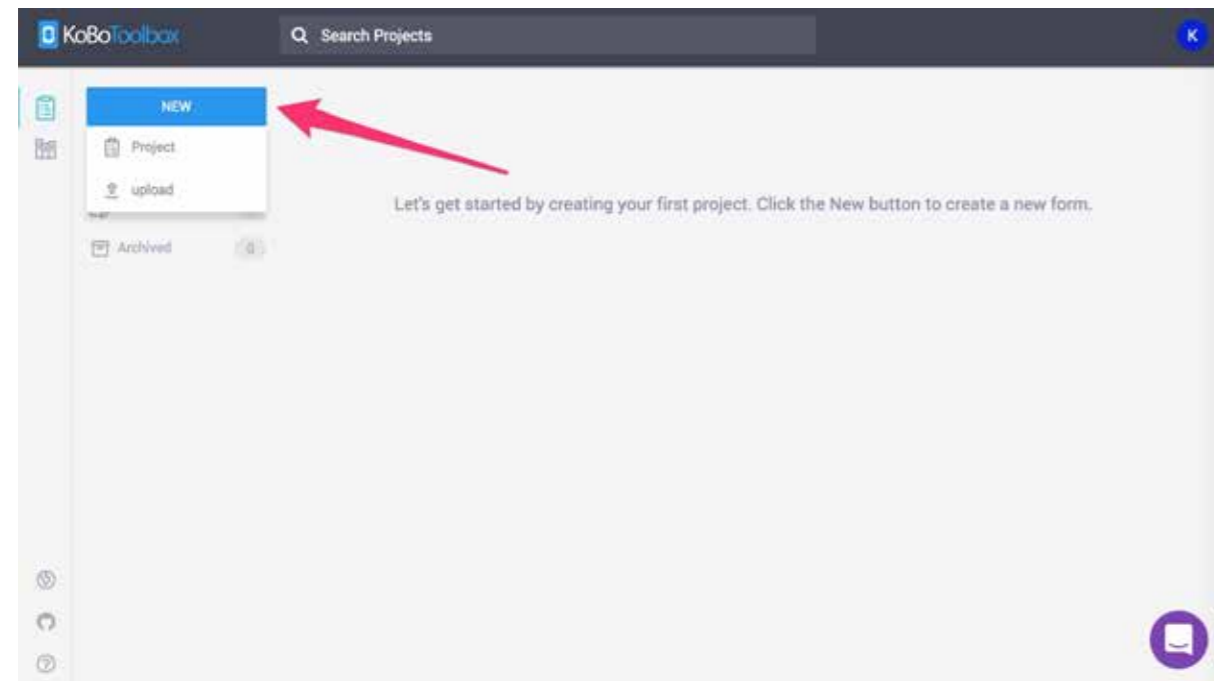 KoBoToolbox
Search Projects
K
NEW
Project
upload
Let's get started by creating your first project. Click the New button to create a new form.
Archived
0